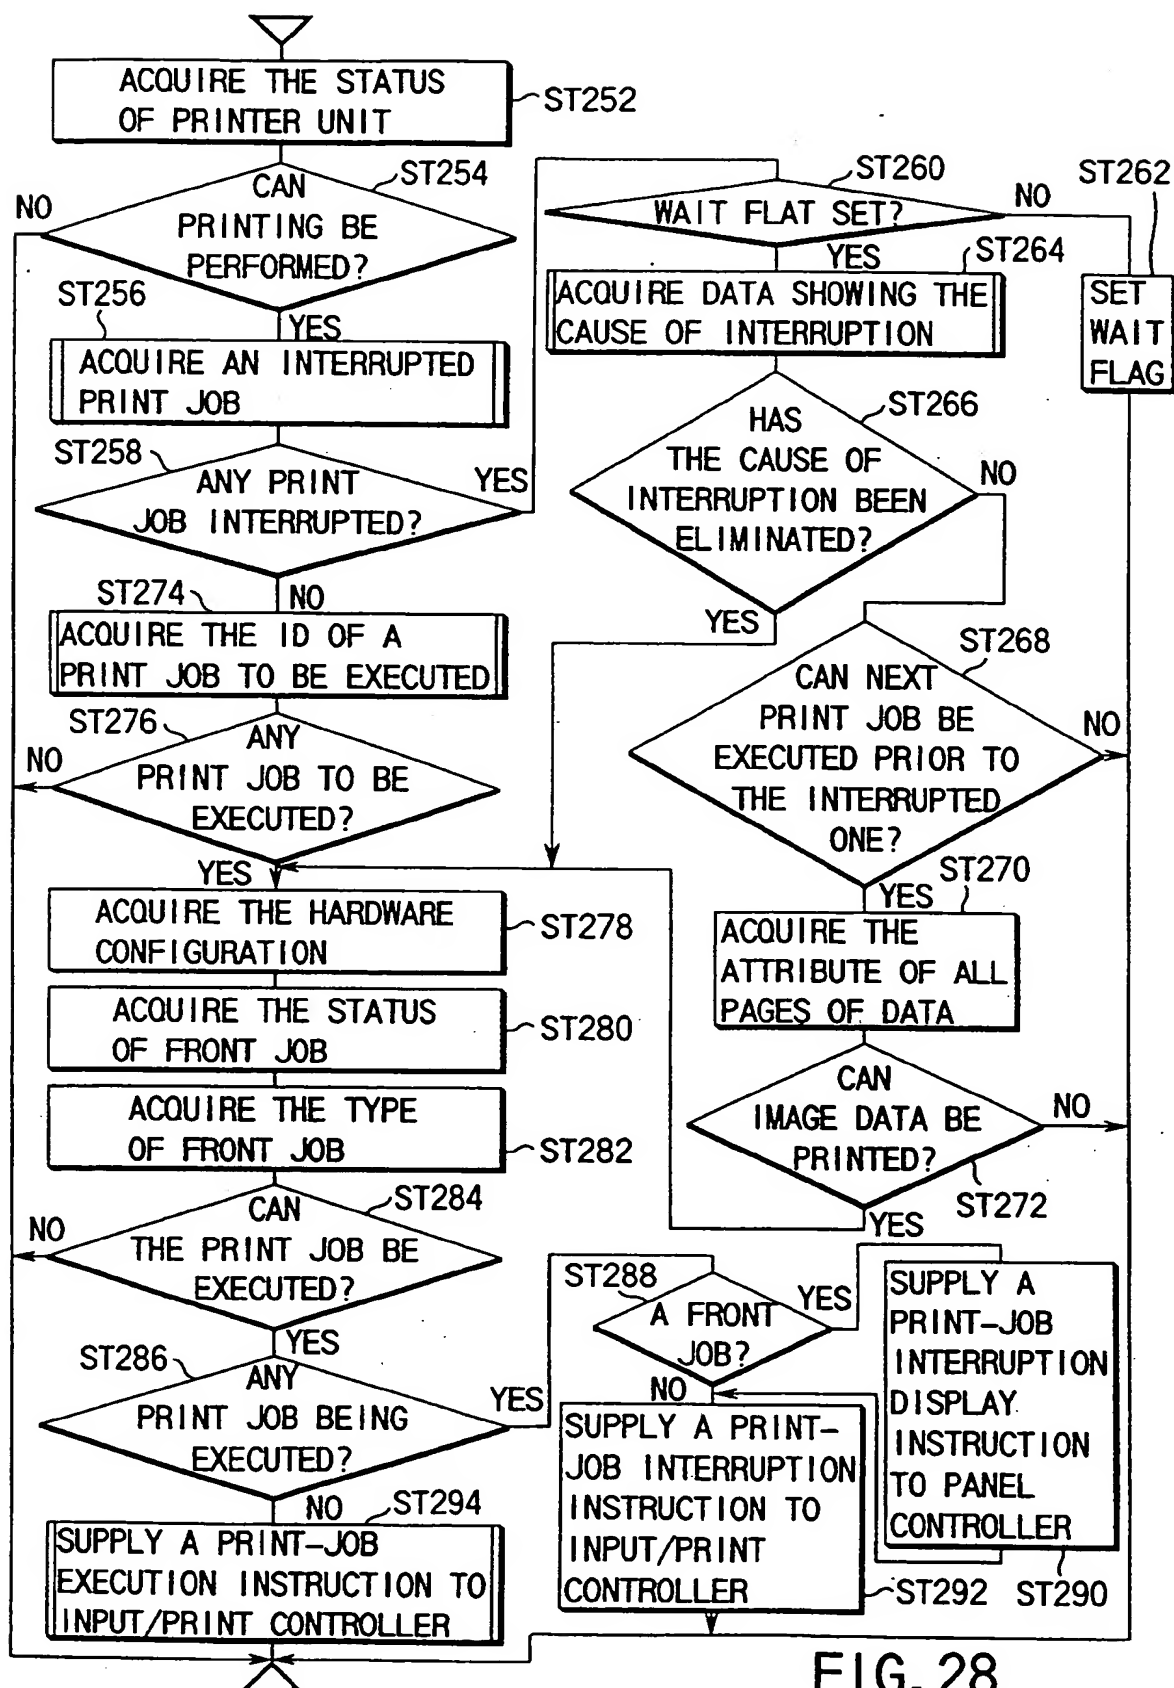 ACQUIRE THE STATUS
OF PRINTER UNIT
ST252
CAN
PRINTING BE
PERFORMED?
ST254
NO
YES
ST256
ACQUIRE AN INTERRUPTED
PRINT JOB
ST258
ANY PRINT
JOB INTERRUPTED?
YES
NO
ST274
ACQUIRE THE ID OF A
PRINT JOB TO BE EXECUTED
ST276
ANY
PRINT JOB TO BE
EXECUTED?
NO
YES
ACQUIRE THE HARDWARE
CONFIGURATION
ST278
ACQUIRE THE STATUS
OF FRONT JOB
ST280
ACQUIRE THE TYPE
OF FRONT JOB
ST282
CAN
THE PRINT JOB BE
EXECUTED?
ST284
NO
YES
ST286
ANY
PRINT JOB BEING
EXECUTED?
YES
NO
ST294
SUPPLY A PRINT-JOB
EXECUTION INSTRUCTION TO
INPUT/PRINT CONTROLLER
ST260
WAIT FLAT SET?
NO
YES
ST262
SET
WAIT
FLAG
ST264
ACQUIRE DATA SHOWING THE
CAUSE OF INTERRUPTION
ST266
HAS
THE CAUSE OF
INTERRUPTION BEEN
ELIMINATED?
NO
YES
ST268
CAN NEXT
PRINT JOB BE
EXECUTED PRIOR TO
THE INTERRUPTED
ONE?
NO
YES
ST270
ACQUIRE THE
ATTRIBUTE OF ALL
PAGES OF DATA
CAN
IMAGE DATA BE
PRINTED?
NO
ST272
YES
ST288
A FRONT
JOB?
YES
NO
SUPPLY A
PRINT-JOB
INTERRUPTION
DISPLAY
INSTRUCTION
TO PANEL
CONTROLLER
ST290
SUPPLY A PRINT-
JOB INTERRUPTION
INSTRUCTION TO
INPUT/PRINT
CONTROLLER
ST292
FIG. 28